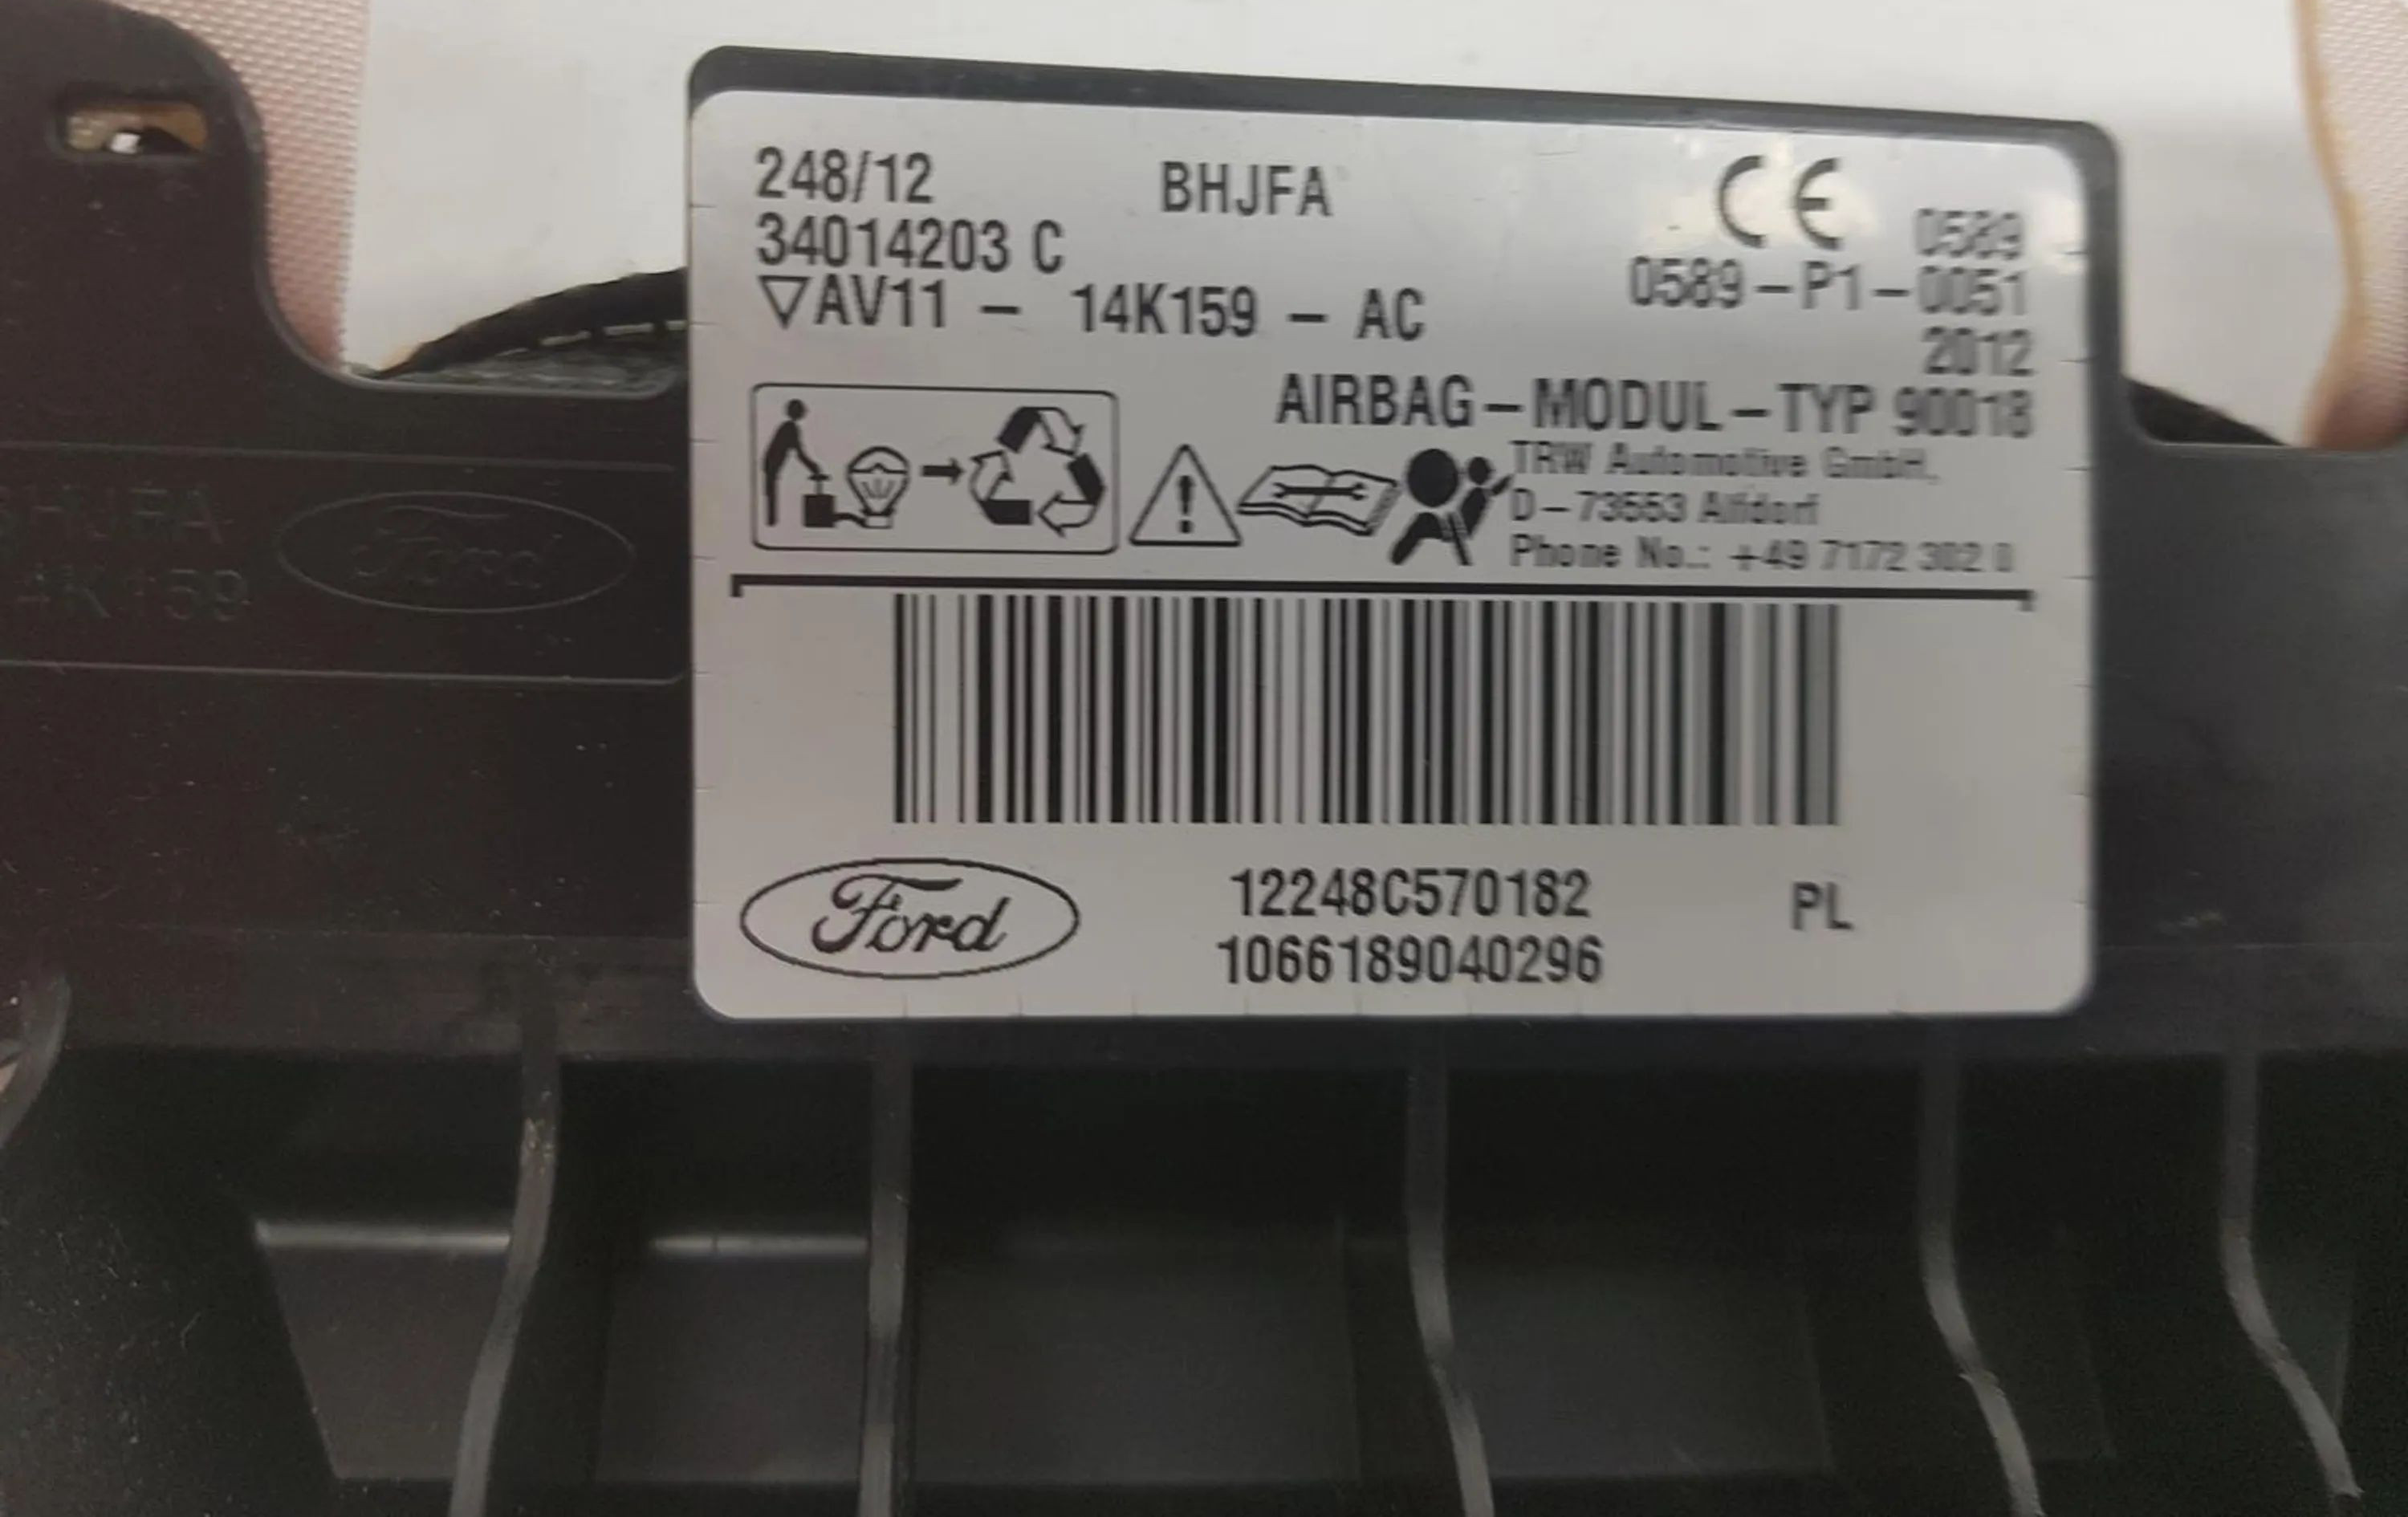 248/12 BHJFA
34014203 C 0589
▽AV11 - 14K159 - AC 0589-P1-0051
2012
AIRBAG-MODUL-TYP 90018
TRW Automotive GmbH,
D-73553 Alfdorf
Phone No.: +49 7172 302 0
HJFA
4K159
Ford
Ford
12248C570182 PL
1066189040296